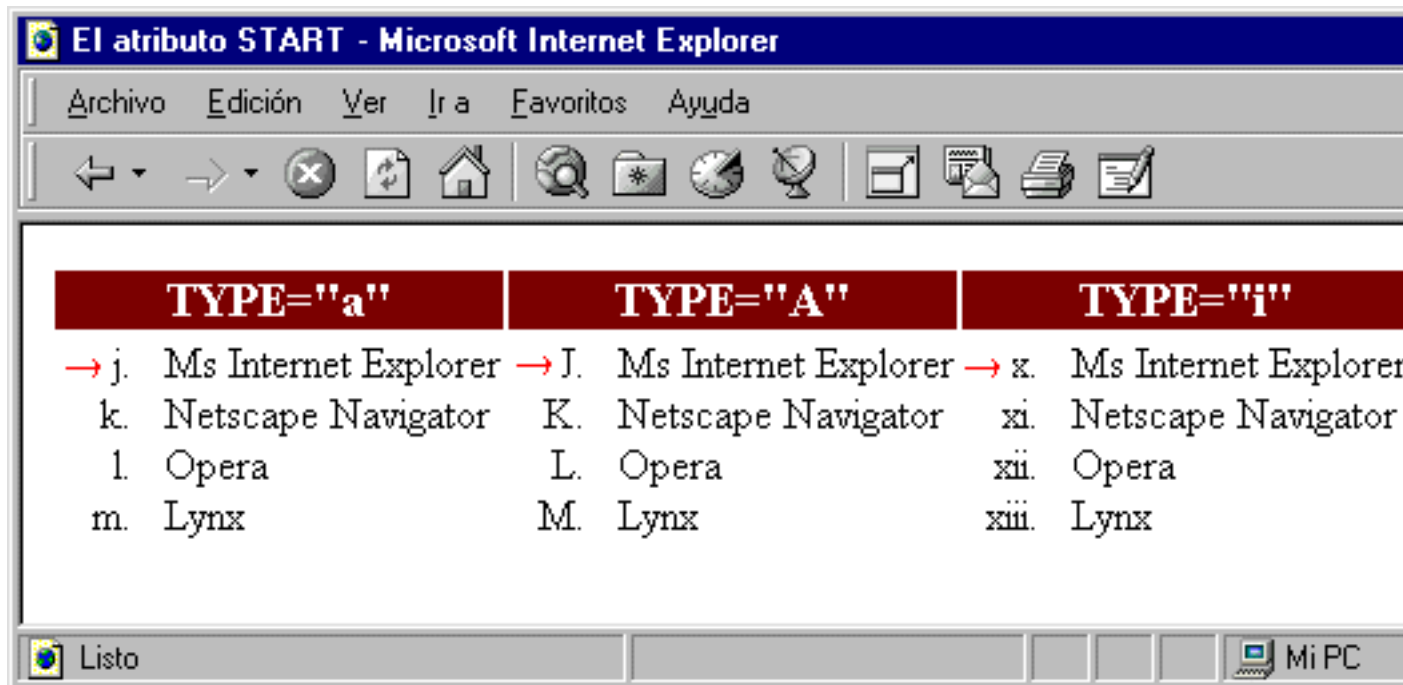 El atributo START - Microsoft Internet Explorer
Archivo Edición Ver Ir a Favoritos Ayuda
TYPE="a" TYPE="A" TYPE="i"
→ j. Ms Internet Explorer → J. Ms Internet Explorer → x. Ms Internet Explorer
k. Netscape Navigator K. Netscape Navigator xi. Netscape Navigator
l. Opera L. Opera xii. Opera
m. Lynx M. Lynx xiii. Lynx
Listo Mi PC